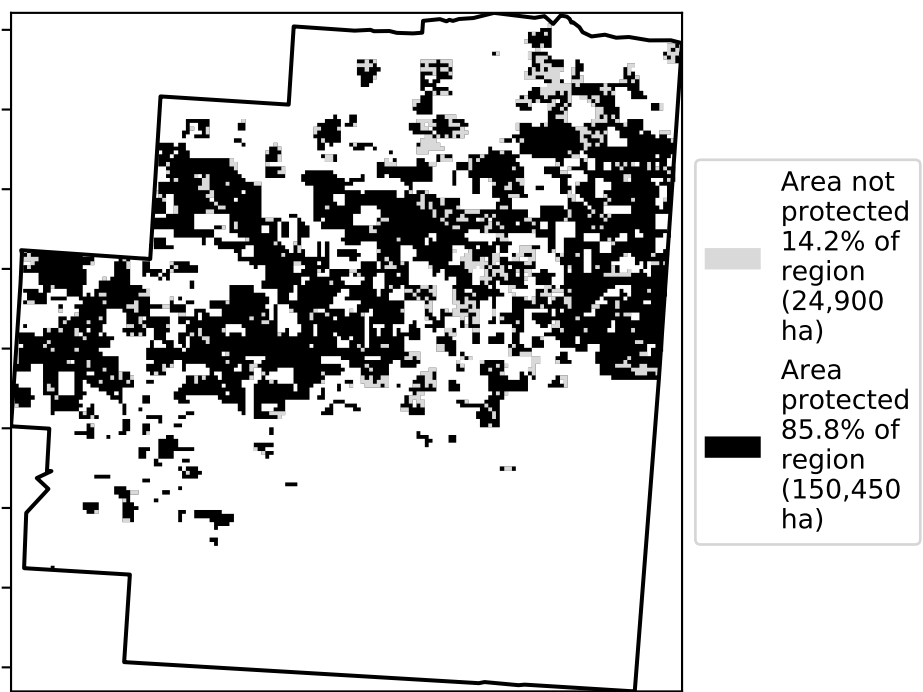 Area not
protected
14.2% of
region
(24,900
ha)
Area
protected
85.8% of
region
(150,450
ha)